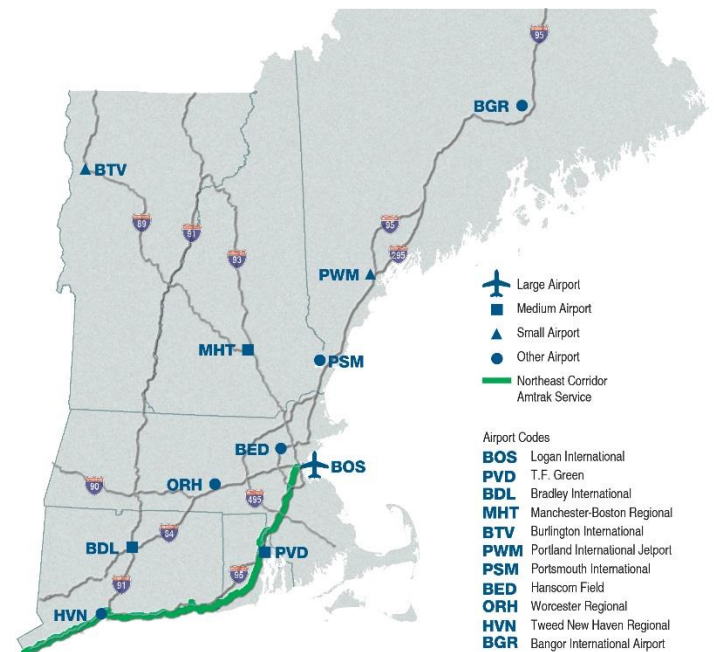 95
BGR
BTV
89
91
93
95
295
PWM
MHT
PSM
BED
BOS
ORH
90
495
BDL
84
PVD
91
95
HVN
Large Airport
Medium Airport
Small Airport
Other Airport
Northeast Corridor
Amtrak Service
Airport Codes
BOS Logan International
PVD T.F. Green
BDL Bradley International
MHT Manchester-Boston Regional
BTV Burlington International
PWM Portland International Jetport
PSM Portsmouth International
BED Hanscom Field
ORH Worcester Regional
HVN Tweed New Haven Regional
BGR Bangor International Airport